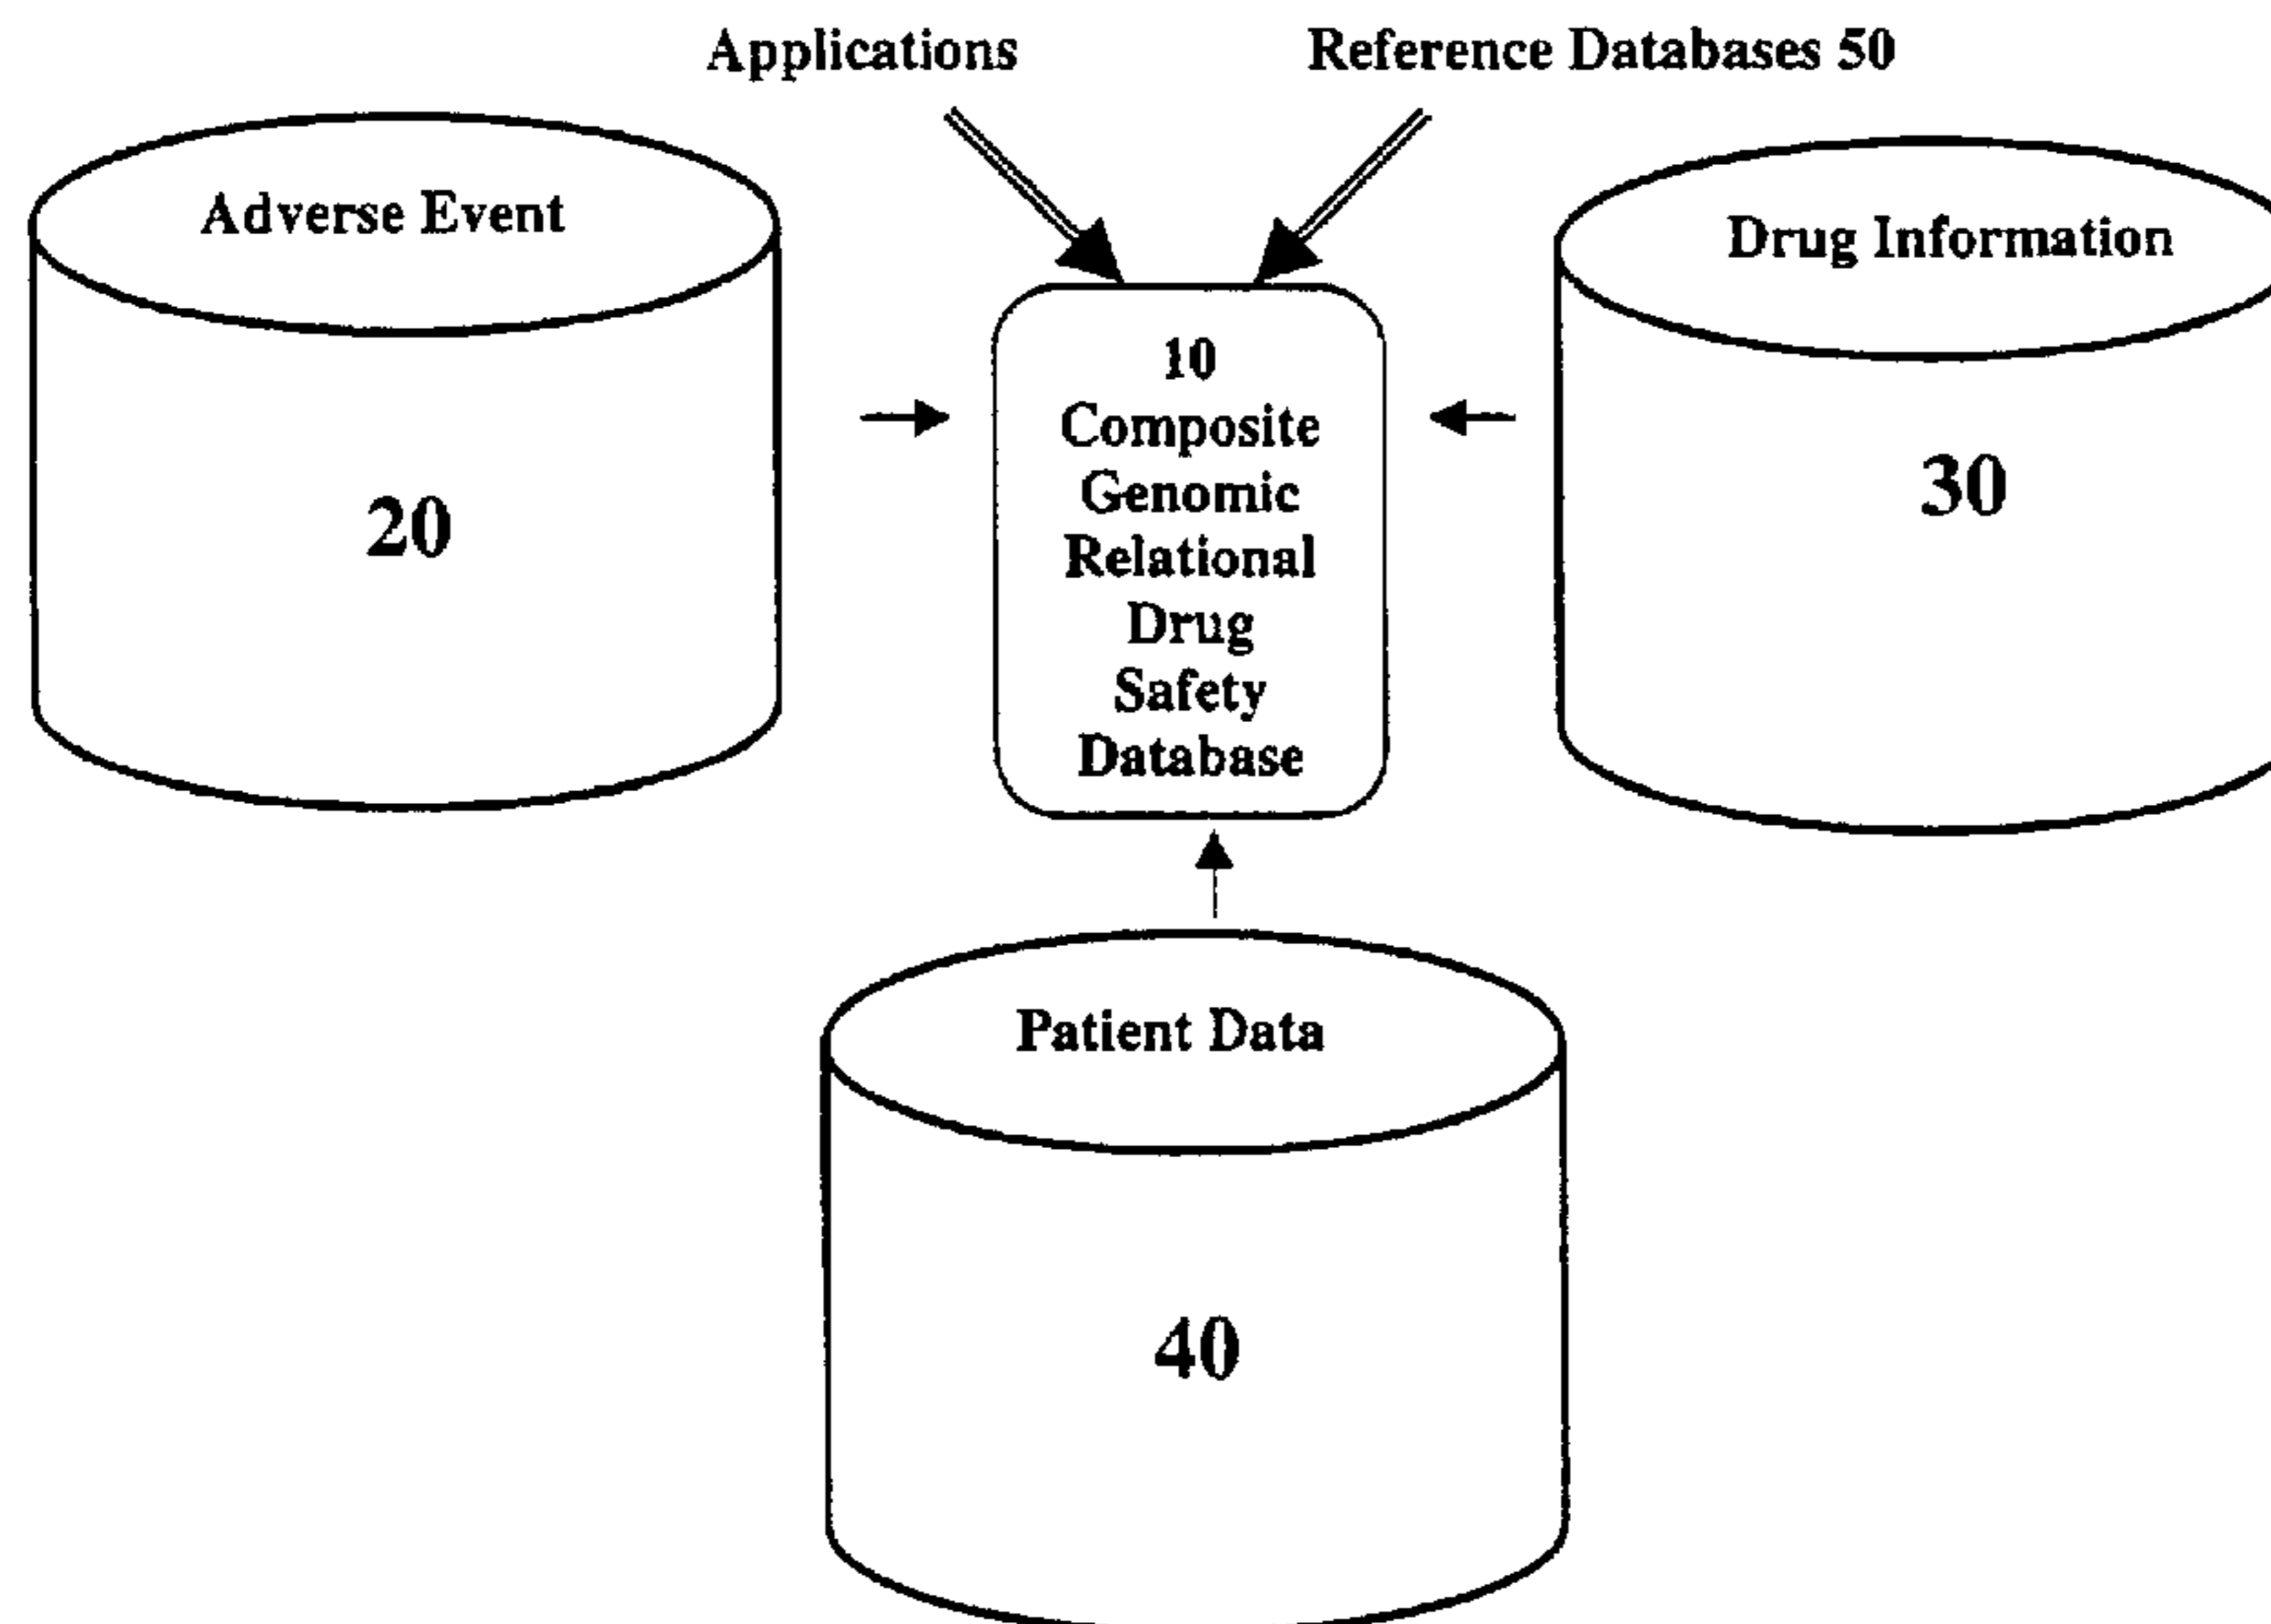 Applications
Reference Databases 50
Adverse Event
20
10
Composite
Genomic
Relational
Drug
Safety
Database
Drug Information
30
Patient Data
40